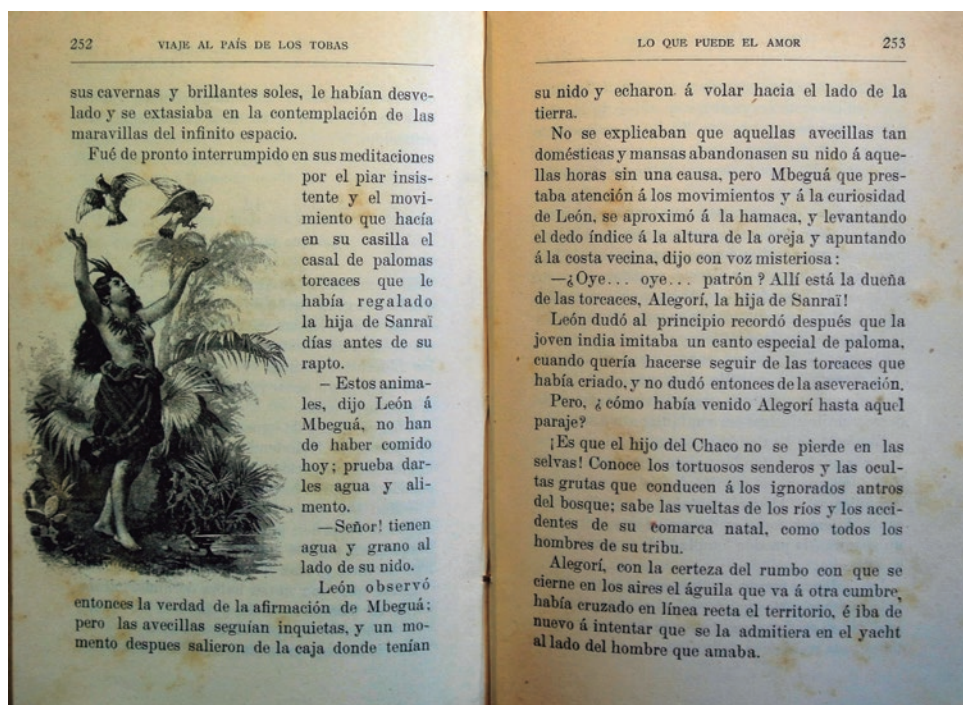 252 VIAJE AL PAÍS DE LOS TOBAS
sus cavernas y brillantes soles, le habían desve-
lado y se extasiaba en la contemplación de las
maravillas del infinito espacio.
Fué de pronto interrumpido en sus meditaciones
por el piar insis-
tente y el movi-
miento que hacía
en su casilla el
casal de palomas
torcaces que le
había regalado
la hija de Sanraï
días antes de su
rapto.
— Estos anima-
les, dijo León á
Mbeguá, no han
de haber comido
hoy; prueba dar-
les agua y ali-
mento.
—Señor! tienen
agua y grano al
lado de su nido.
León observó
entonces la verdad de la afirmación de Mbeguá;
pero las avecillas seguían inquietas, y un mo-
mento despues salieron de la caja donde tenían
LO QUE PUEDE EL AMOR 253
su nido y echaron á volar hacia el lado de la
tierra.
No se explicaban que aquellas avecillas tan
domésticas y mansas abandonasen su nido á aque-
llas horas sin una causa, pero Mbeguá que pres-
taba atención á los movimientos y á la curiosidad
de León, se aproximó á la hamaca, y levantando
el dedo índice á la altura de la oreja y apuntando
á la costa vecina, dijo con voz misteriosa:
—¿Oye... oye... patrón? Allí está la dueña
de las torcaces, Alegorí, la hija de Sanraï!
León dudó al principio recordó después que la
joven india imitaba un canto especial de paloma,
cuando quería hacerse seguir de las torcaces que
había criado, y no dudó entonces de la aseveración.
Pero, ¿cómo había venido Alegorí hasta aquel
paraje?
¡Es que el hijo del Chaco no se pierde en las
selvas! Conoce los tortuosos senderos y las ocul-
tas grutas que conducen á los ignorados antros
del bosque; sabe las vueltas de los ríos y los acci-
dentes de su comarca natal, como todos los
hombres de su tribu.
Alegorí, con la certeza del rumbo con que se
cierne en los aires el águila que va á otra cumbre,
había cruzado en línea recta el territorio, é iba de
nuevo á intentar que se la admitiera en el yacht
al lado del hombre que amaba.